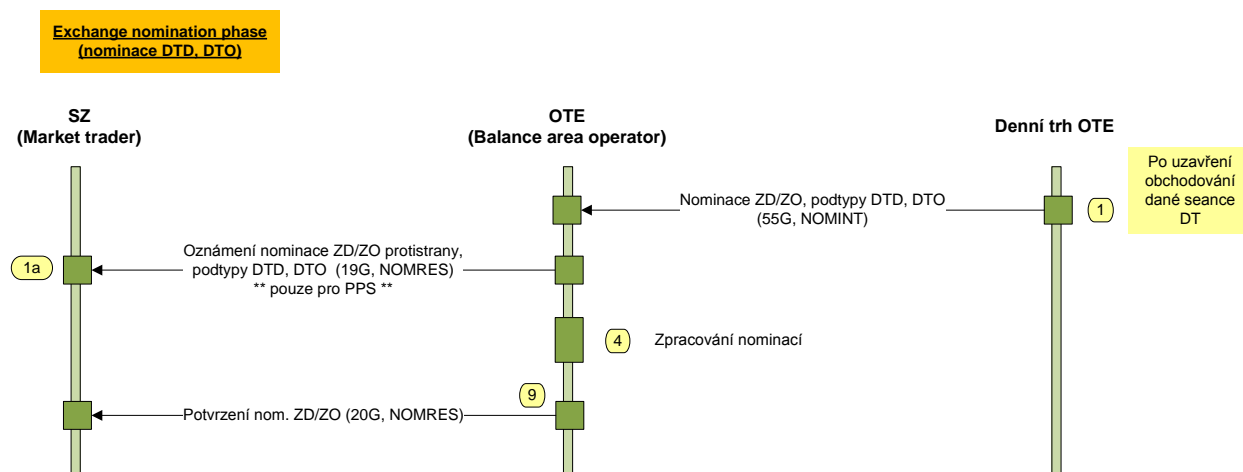 Exchange nomination phase
(nominace DTD, DTO)
SZ
(Market trader)
OTE
(Balance area operator)
Denní trh OTE
Po uzavření
obchodování
dané seance
DT
Nominace ZD/ZO, podtypy DTD, DTO
(55G, NOMINT)
1
Oznámení nominace ZD/ZO protistrany,
podtypy DTD, DTO  (19G, NOMRES)
** pouze pro PPS **
1a
4
Zpracování nominací
9
Potvrzení nom. ZD/ZO (20G, NOMRES)